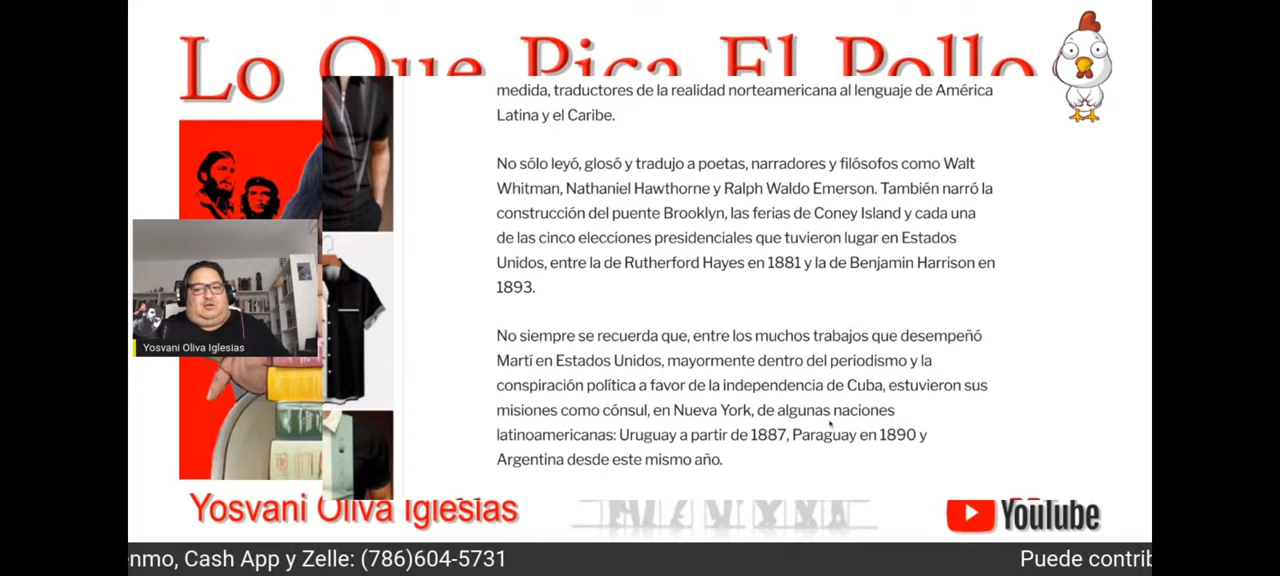 Lo Que Pica El Pollo
medida, traductores de la realidad norteamericana al lenguaje de América
Latina y el Caribe.
No sólo leyó, glosó y tradujo a poetas, narradores y filósofos como Walt
Whitman, Nathaniel Hawthorne y Ralph Waldo Emerson. También narró la
construcción del puente Brooklyn, las ferias de Coney Island y cada una
de las cinco elecciones presidenciales que tuvieron lugar en Estados
Unidos, entre la de Rutherford Hayes en 1881 y la de Benjamin Harrison en
1893.
No siempre se recuerda que, entre los muchos trabajos que desempeñó
Martí en Estados Unidos, mayormente dentro del periodismo y la
conspiración política a favor de la independencia de Cuba, estuvieron sus
misiones como cónsul, en Nueva York, de algunas naciones
latinoamericanas: Uruguay a partir de 1887, Paraguay en 1890 y
Argentina desde este mismo año.
Yosvani Oliva Iglesias
Yosvani Oliva Iglesias
YouTube
enmo, Cash App y Zelle: (786)604-5731
Puede contrib